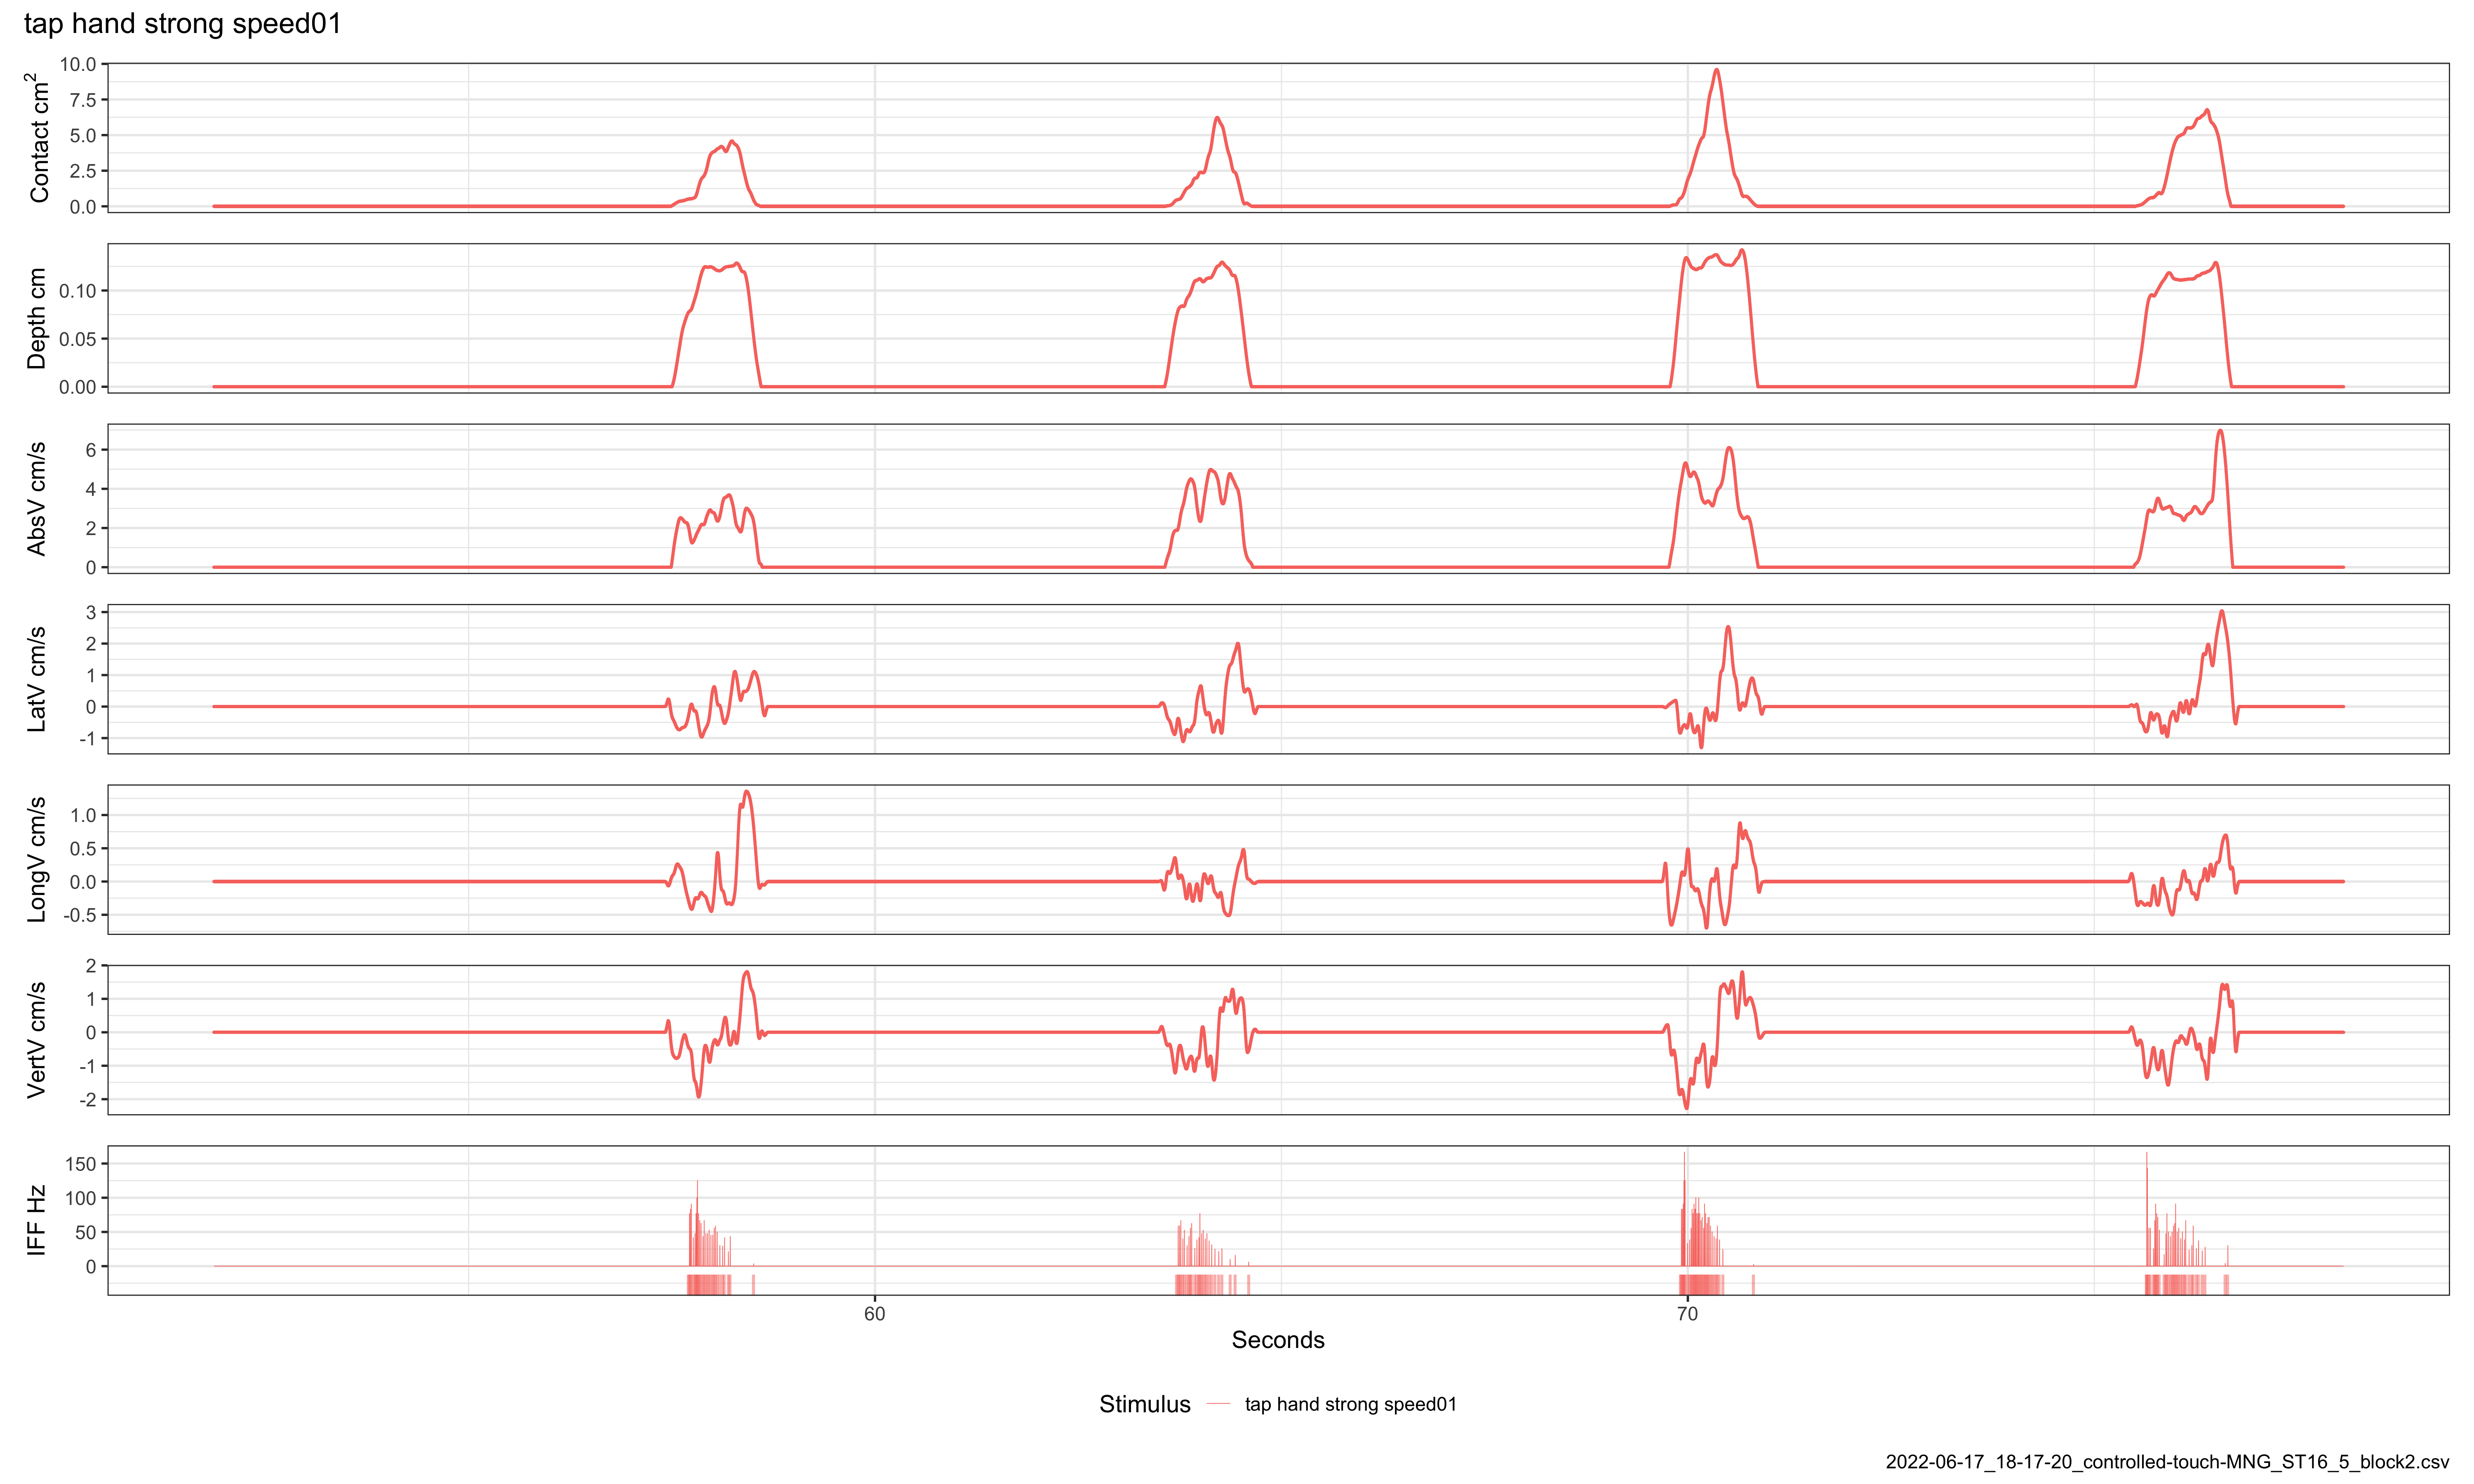 tap hand strong speed01
Contact cm²
10.0
7.5
5.0
2.5
0.0
Depth cm
0.10
0.05
0.00
AbsV cm/s
6
4
2
0
LatV cm/s
3
2
1
0
-1
LongV cm/s
1.0
0.5
0.0
-0.5
VertV cm/s
2
1
0
-1
-2
IFF Hz
150
100
50
0
60 70
Seconds
Stimulus tap hand strong speed01
2022-06-17_18-17-20_controlled-touch-MNG_ST16_5_block2.csv